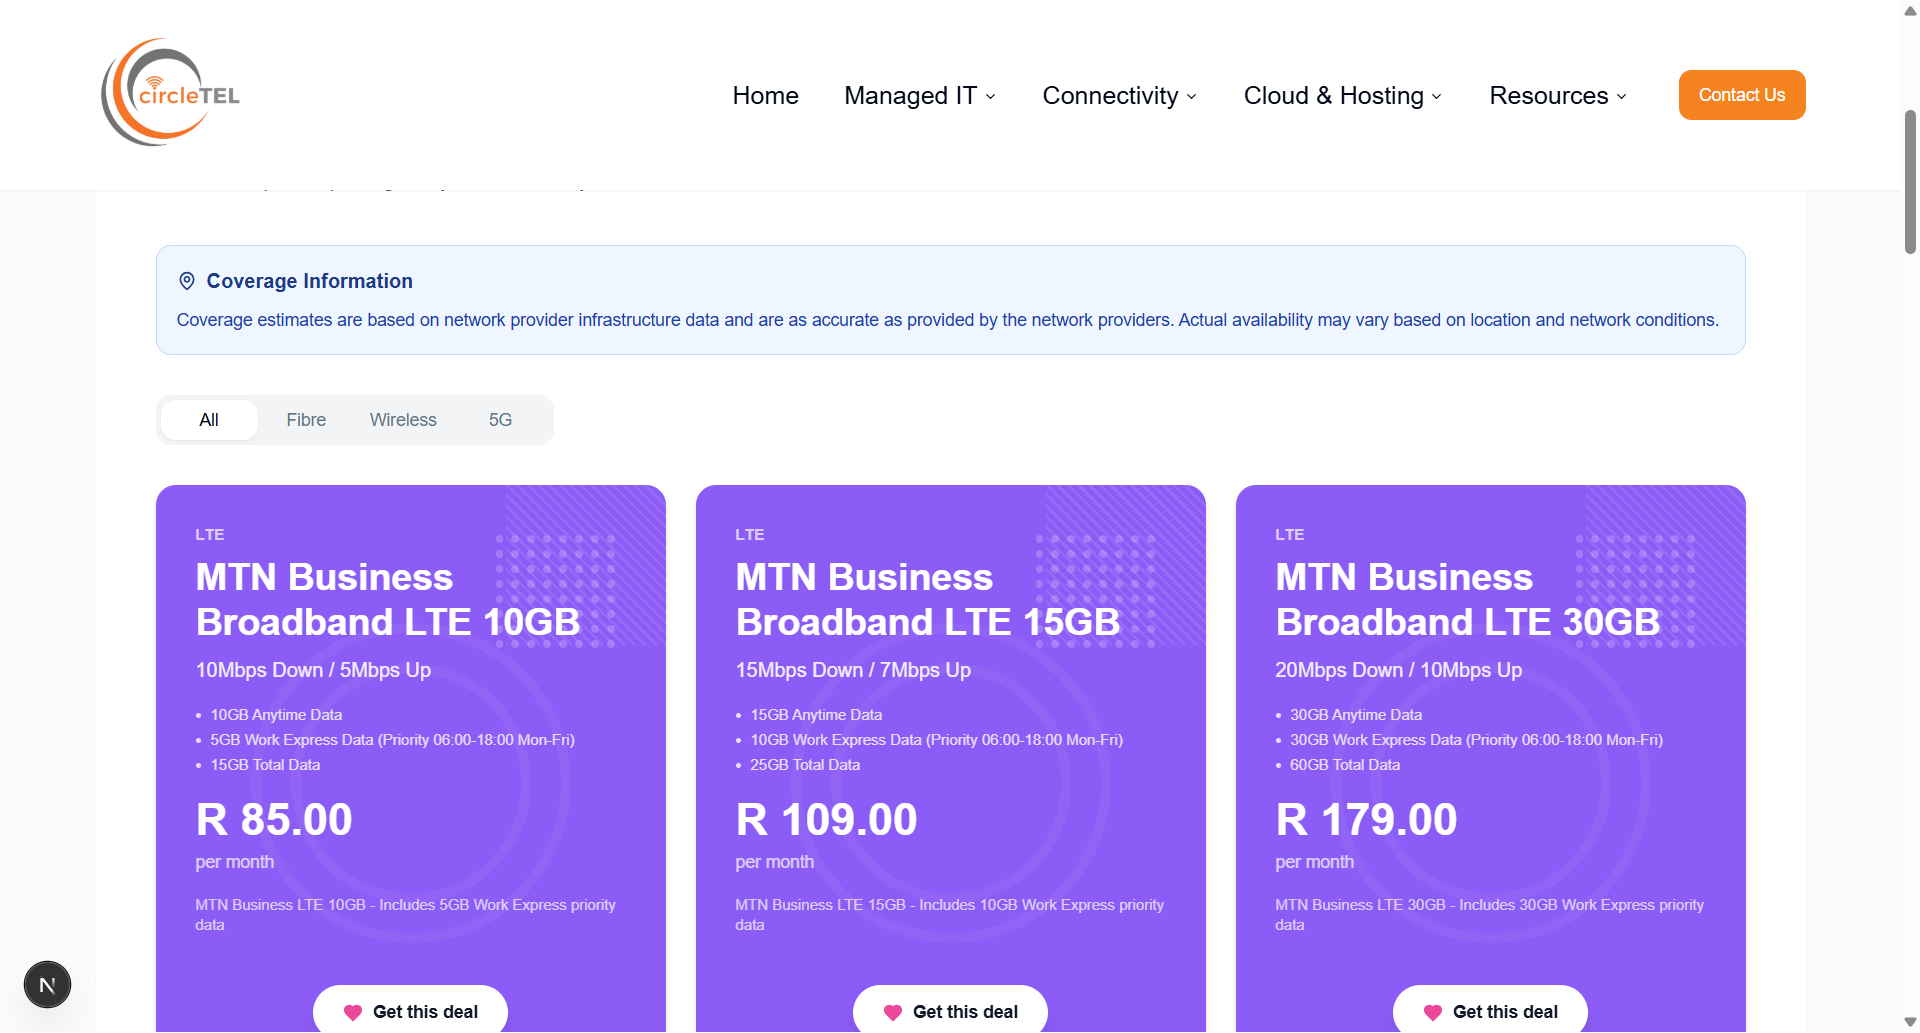 circleTEL
Home
Managed IT
Connectivity
Cloud & Hosting
Resources
Contact Us
Coverage Information
Coverage estimates are based on network provider infrastructure data and are as accurate as provided by the network providers. Actual availability may vary based on location and network conditions.
All
Fibre
Wireless
5G
LTE
MTN Business
Broadband LTE 10GB
10Mbps Down / 5Mbps Up
• 10GB Anytime Data
• 5GB Work Express Data (Priority 06:00-18:00 Mon-Fri)
• 15GB Total Data
R 85.00
per month
MTN Business LTE 10GB - Includes 5GB Work Express priority
data
Get this deal
LTE
MTN Business
Broadband LTE 15GB
15Mbps Down / 7Mbps Up
• 15GB Anytime Data
• 10GB Work Express Data (Priority 06:00-18:00 Mon-Fri)
• 25GB Total Data
R 109.00
per month
MTN Business LTE 15GB - Includes 10GB Work Express priority
data
Get this deal
LTE
MTN Business
Broadband LTE 30GB
20Mbps Down / 10Mbps Up
• 30GB Anytime Data
• 30GB Work Express Data (Priority 06:00-18:00 Mon-Fri)
• 60GB Total Data
R 179.00
per month
MTN Business LTE 30GB - Includes 30GB Work Express priority
data
Get this deal
N